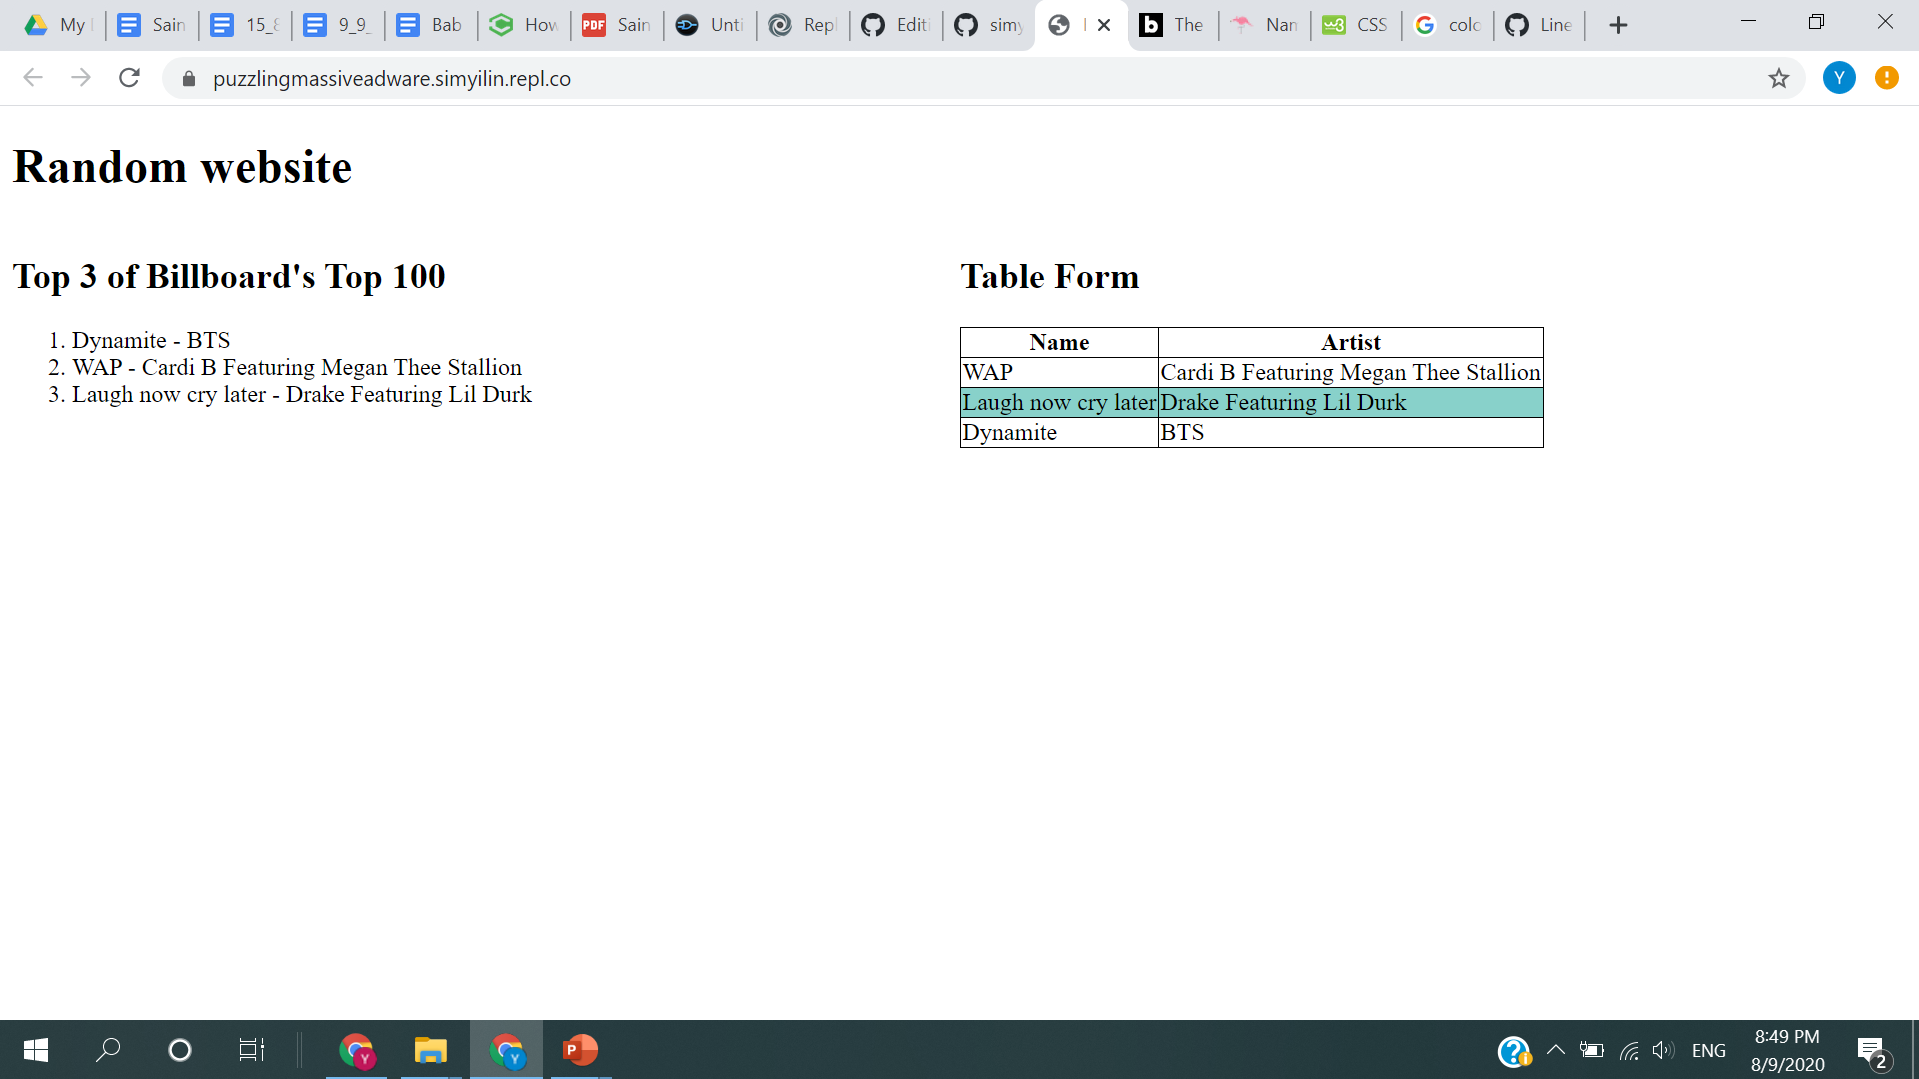 My
Sain
15_8
9_9_
Bab
How
PDF
Sain
Unti
Repl
Editi
simy
b
The
Nam
CSS
colo
Line
puzzlingmassiveadware.simyilin.repl.co
Y
Random website
Top 3 of Billboard's Top 100
1. Dynamite - BTS
2. WAP - Cardi B Featuring Megan Thee Stallion
3. Laugh now cry later - Drake Featuring Lil Durk
Table Form
Name Artist
WAP Cardi B Featuring Megan Thee Stallion
Laugh now cry later Drake Featuring Lil Durk
Dynamite BTS
ENG
8:49 PM
8/9/2020
2